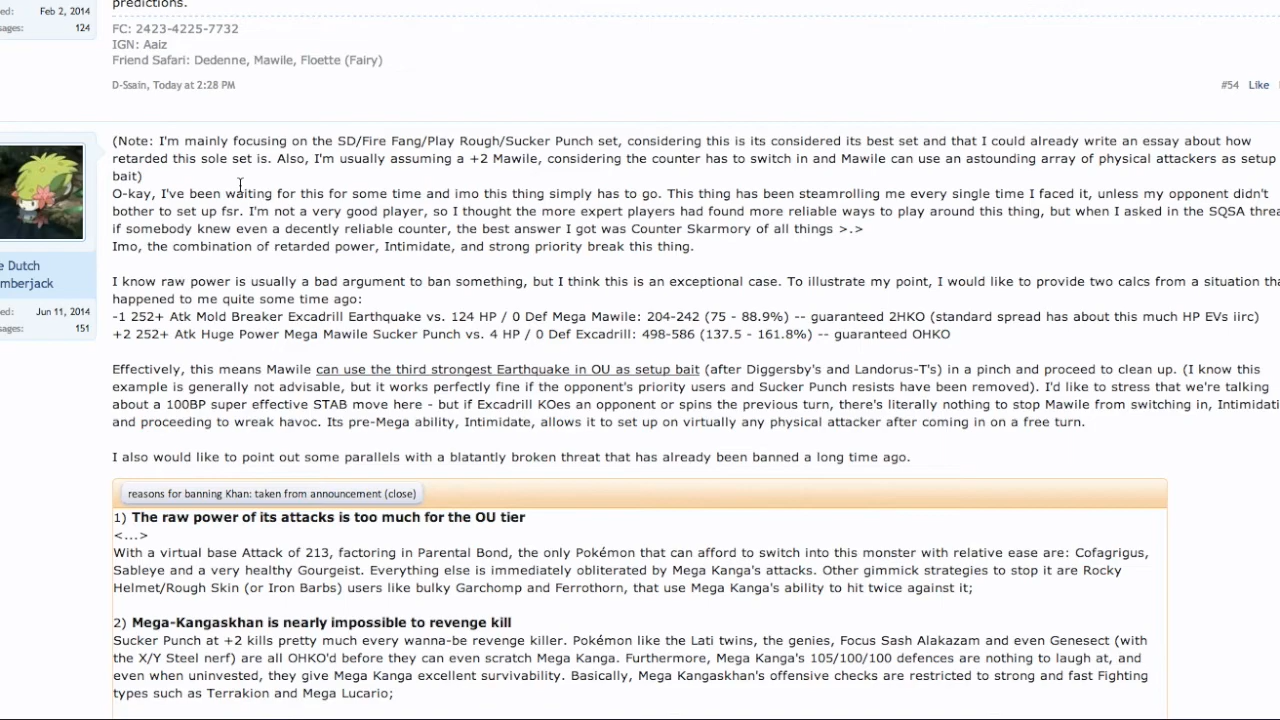 predictions.
ed: Feb 2, 2014
sages: 124
FC: 2423-4225-7732
IGN: Aaiz
Friend Safari: Dedenne, Mawile, Floette (Fairy)
D-Ssain, Today at 2:28 PM #54 Like
(Note: I'm mainly focusing on the SD/Fire Fang/Play Rough/Sucker Punch set, considering this is its considered its best set and that I could already write an essay about how
retarded this sole set is. Also, I'm usually assuming a +2 Mawile, considering the counter has to switch in and Mawile can use an astounding array of physical attackers as setup
bait)
O-kay, I've been waiting for this for some time and imo this thing simply has to go. This thing has been steamrolling me every single time I faced it, unless my opponent didn't
bother to set up fsr. I'm not a very good player, so I thought the more expert players had found more reliable ways to play around this thing, but when I asked in the SQSA threa
if somebody knew even a decently reliable counter, the best answer I got was Counter Skarmory of all things >.>
Imo, the combination of retarded power, Intimidate, and strong priority break this thing.
e Dutch
mberjack
ed: Jun 11, 2014
sages: 151
I know raw power is usually a bad argument to ban something, but I think this is an exceptional case. To illustrate my point, I would like to provide two calcs from a situation tha
happened to me quite some time ago:
-1 252+ Atk Mold Breaker Excadrill Earthquake vs. 124 HP / 0 Def Mega Mawile: 204-242 (75 - 88.9%) -- guaranteed 2HKO (standard spread has about this much HP EVs iirc)
+2 252+ Atk Huge Power Mega Mawile Sucker Punch vs. 4 HP / 0 Def Excadrill: 498-586 (137.5 - 161.8%) -- guaranteed OHKO
Effectively, this means Mawile can use the third strongest Earthquake in OU as setup bait (after Diggersby's and Landorus-T's) in a pinch and proceed to clean up. (I know this
example is generally not advisable, but it works perfectly fine if the opponent's priority users and Sucker Punch resists have been removed). I'd like to stress that we're talking
about a 100BP super effective STAB move here - but if Excadrill KOes an opponent or spins the previous turn, there's literally nothing to stop Mawile from switching in, Intimidati
and proceeding to wreak havoc. Its pre-Mega ability, Intimidate, allows it to set up on virtually any physical attacker after coming in on a free turn.
I also would like to point out some parallels with a blatantly broken threat that has already been banned a long time ago.
reasons for banning Khan: taken from announcement (close)
1) The raw power of its attacks is too much for the OU tier
<...>
With a virtual base Attack of 213, factoring in Parental Bond, the only Pokémon that can afford to switch into this monster with relative ease are: Cofagrigus,
Sableye and a very healthy Gourgeist. Everything else is immediately obliterated by Mega Kanga's attacks. Other gimmick strategies to stop it are Rocky
Helmet/Rough Skin (or Iron Barbs) users like bulky Garchomp and Ferrothorn, that use Mega Kanga's ability to hit twice against it;
2) Mega-Kangaskhan is nearly impossible to revenge kill
Sucker Punch at +2 kills pretty much every wanna-be revenge killer. Pokémon like the Lati twins, the genies, Focus Sash Alakazam and even Genesect (with
the X/Y Steel nerf) are all OHKO'd before they can even scratch Mega Kanga. Furthermore, Mega Kanga's 105/100/100 defences are nothing to laugh at, and
even when uninvested, they give Mega Kanga excellent survivability. Basically, Mega Kangaskhan's offensive checks are restricted to strong and fast Fighting
types such as Terrakion and Mega Lucario;